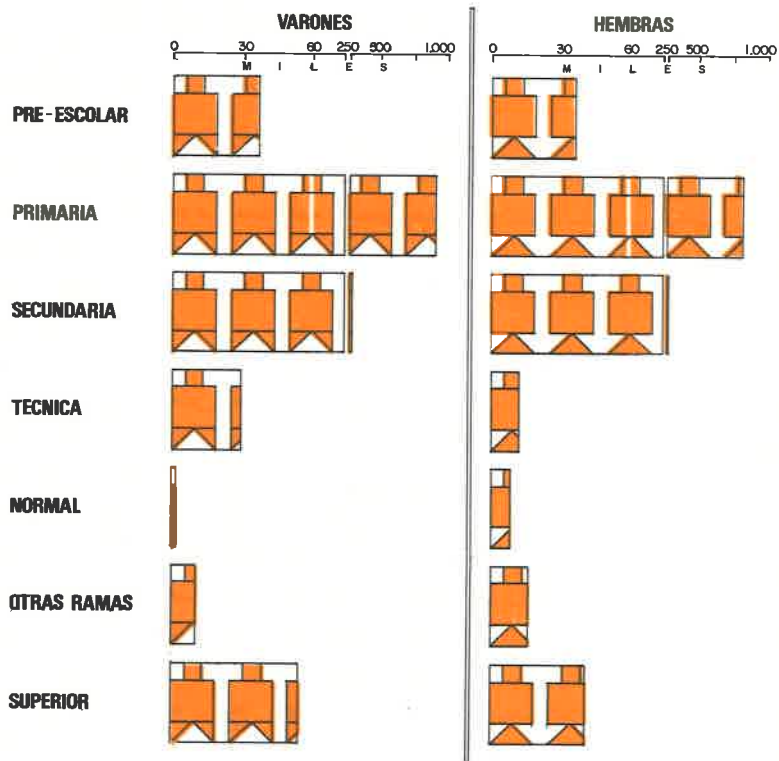 VARONES
HEMBRAS
0 30 60 250 500 1.000
0 30 60 250 500 1.000
M I L E S
M I L E S
PRE-ESCOLAR
PRIMARIA
SECUNDARIA
TECNICA
NORMAL
OTRAS RAMAS
SUPERIOR